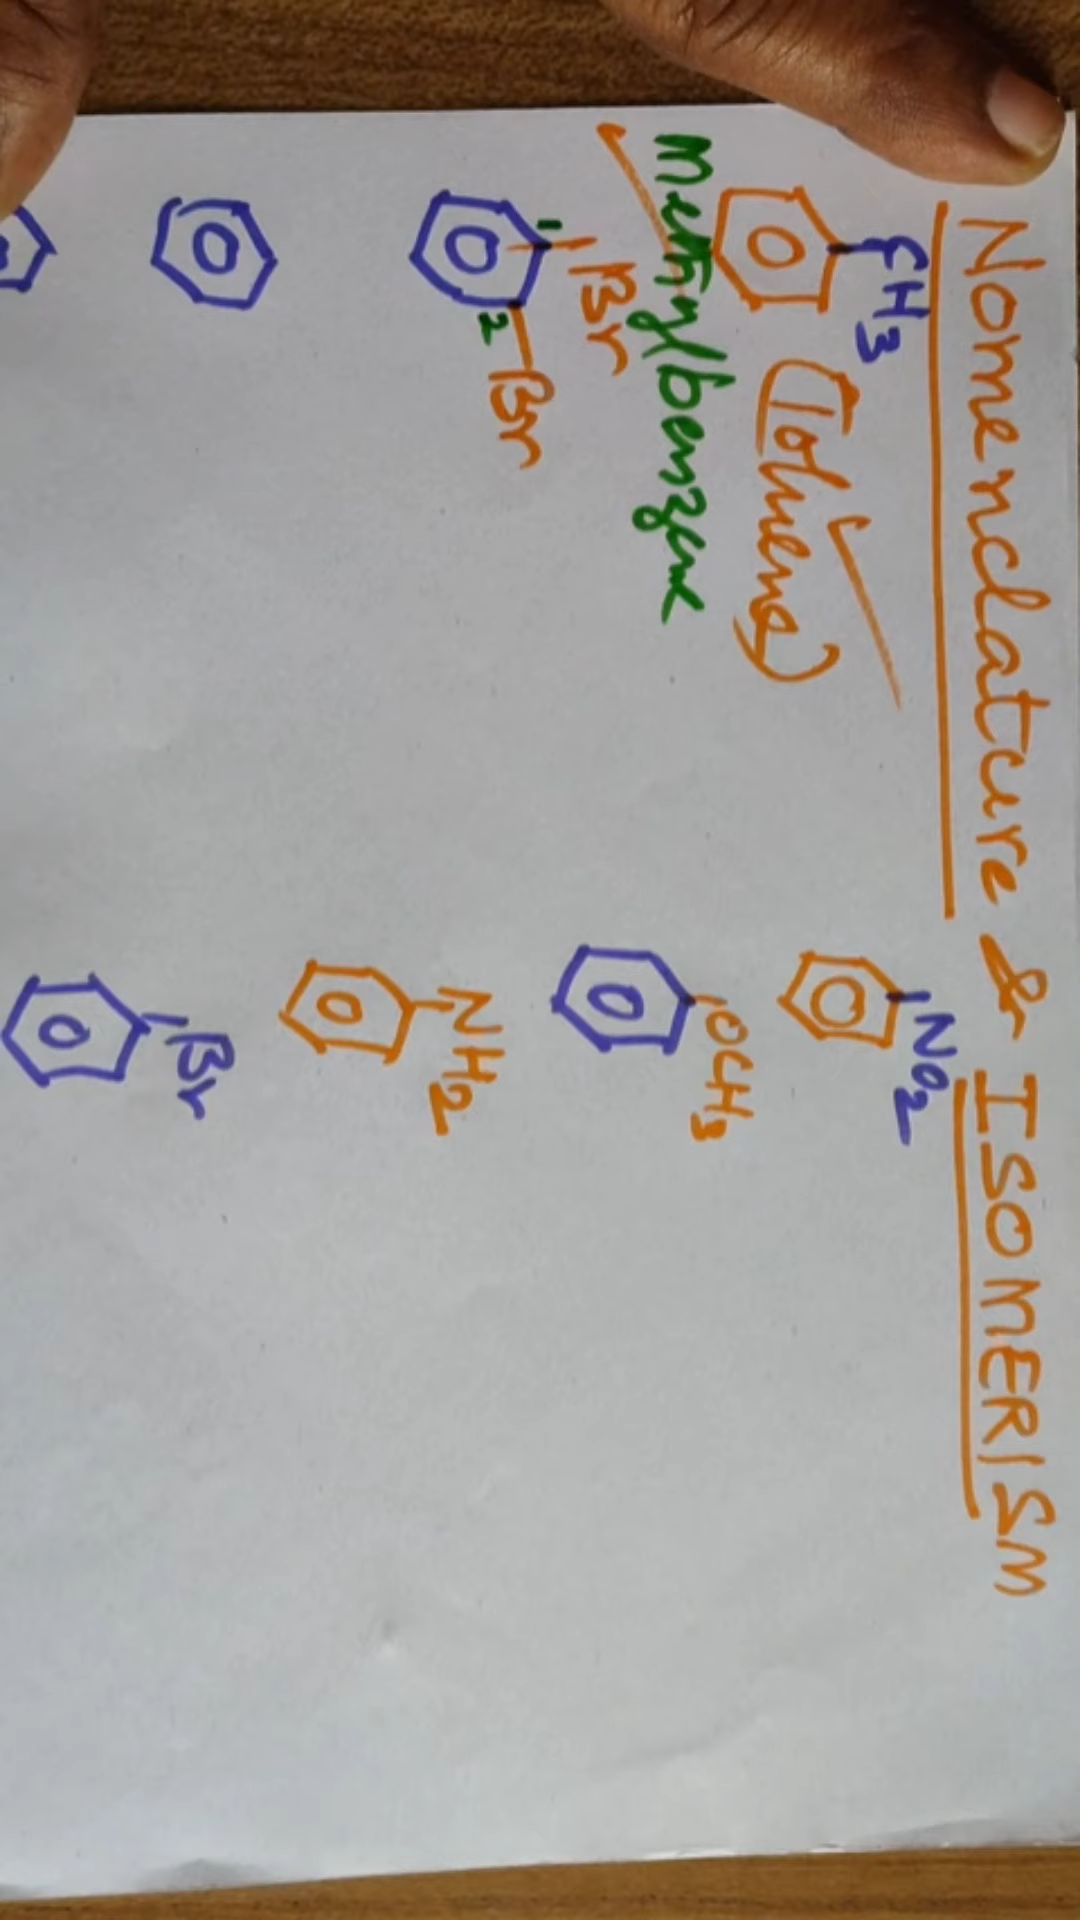 Nomenclature & ISOMERISM
CH3
(Toluene)
Methylbenzene
1
Br
2
Br
NO2
OCH3
NH2
Br